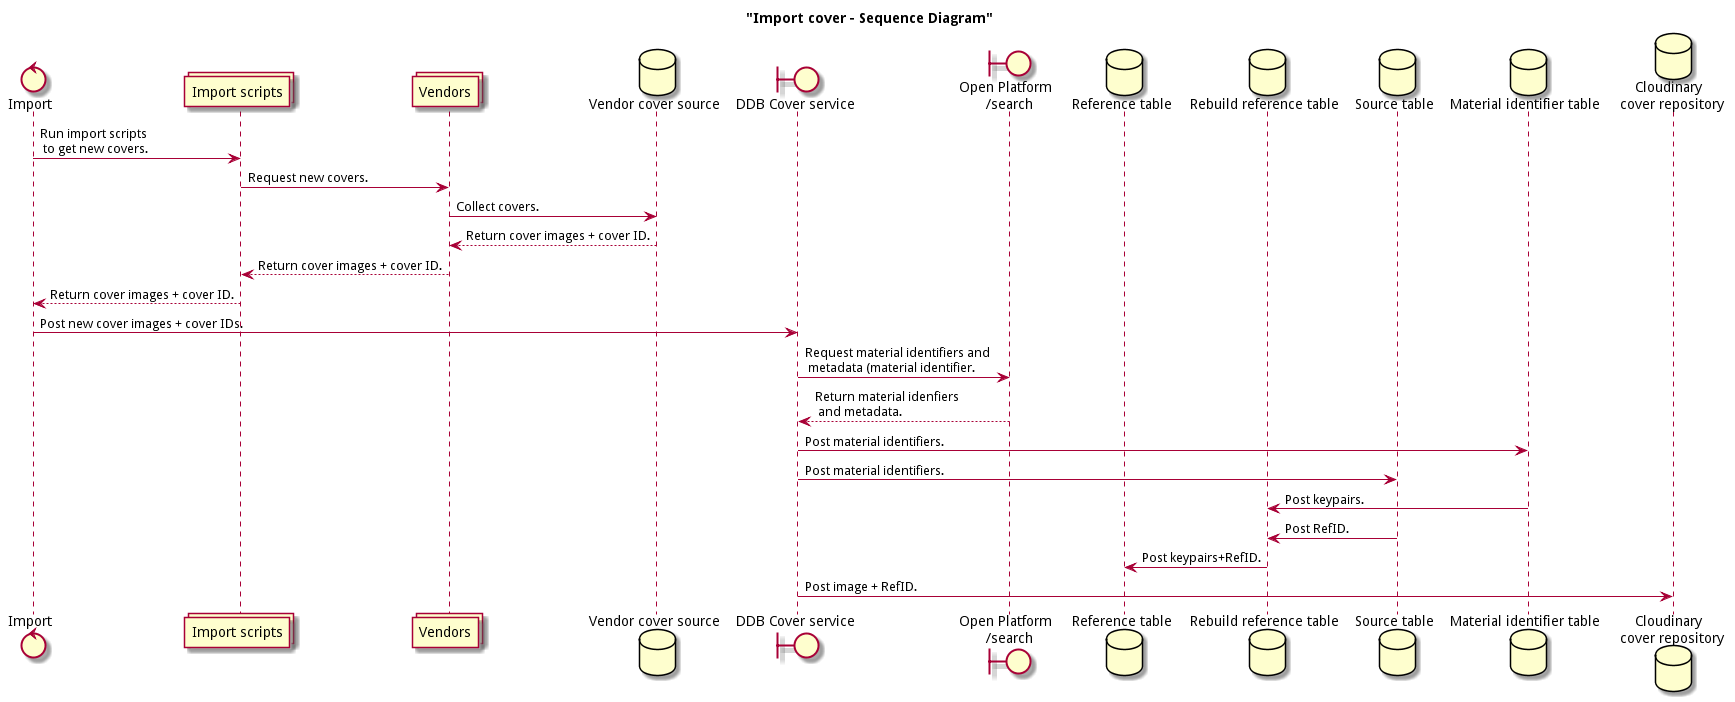 "Import cover - Sequence Diagram"
Import
Import scripts
Vendors
Vendor cover source
DDB Cover service
Open Platform
/search
Reference table
Rebuild reference table
Source table
Material identifier table
Cloudinary
cover repository
Run import scripts
to get new covers.
Request new covers.
Collect covers.
Return cover images + cover ID.
Return cover images + cover ID.
Return cover images + cover ID.
Post new cover images + cover IDs.
Request material identifiers and
metadata (material identifier.
Return material idenfiers
and metadata.
Post material identifiers.
Post material identifiers.
Post keypairs.
Post RefID.
Post keypairs+RefID.
Post image + RefID.
Import
Import scripts
Vendors
Vendor cover source
DDB Cover service
Open Platform
/search
Reference table
Rebuild reference table
Source table
Material identifier table
Cloudinary
cover repository